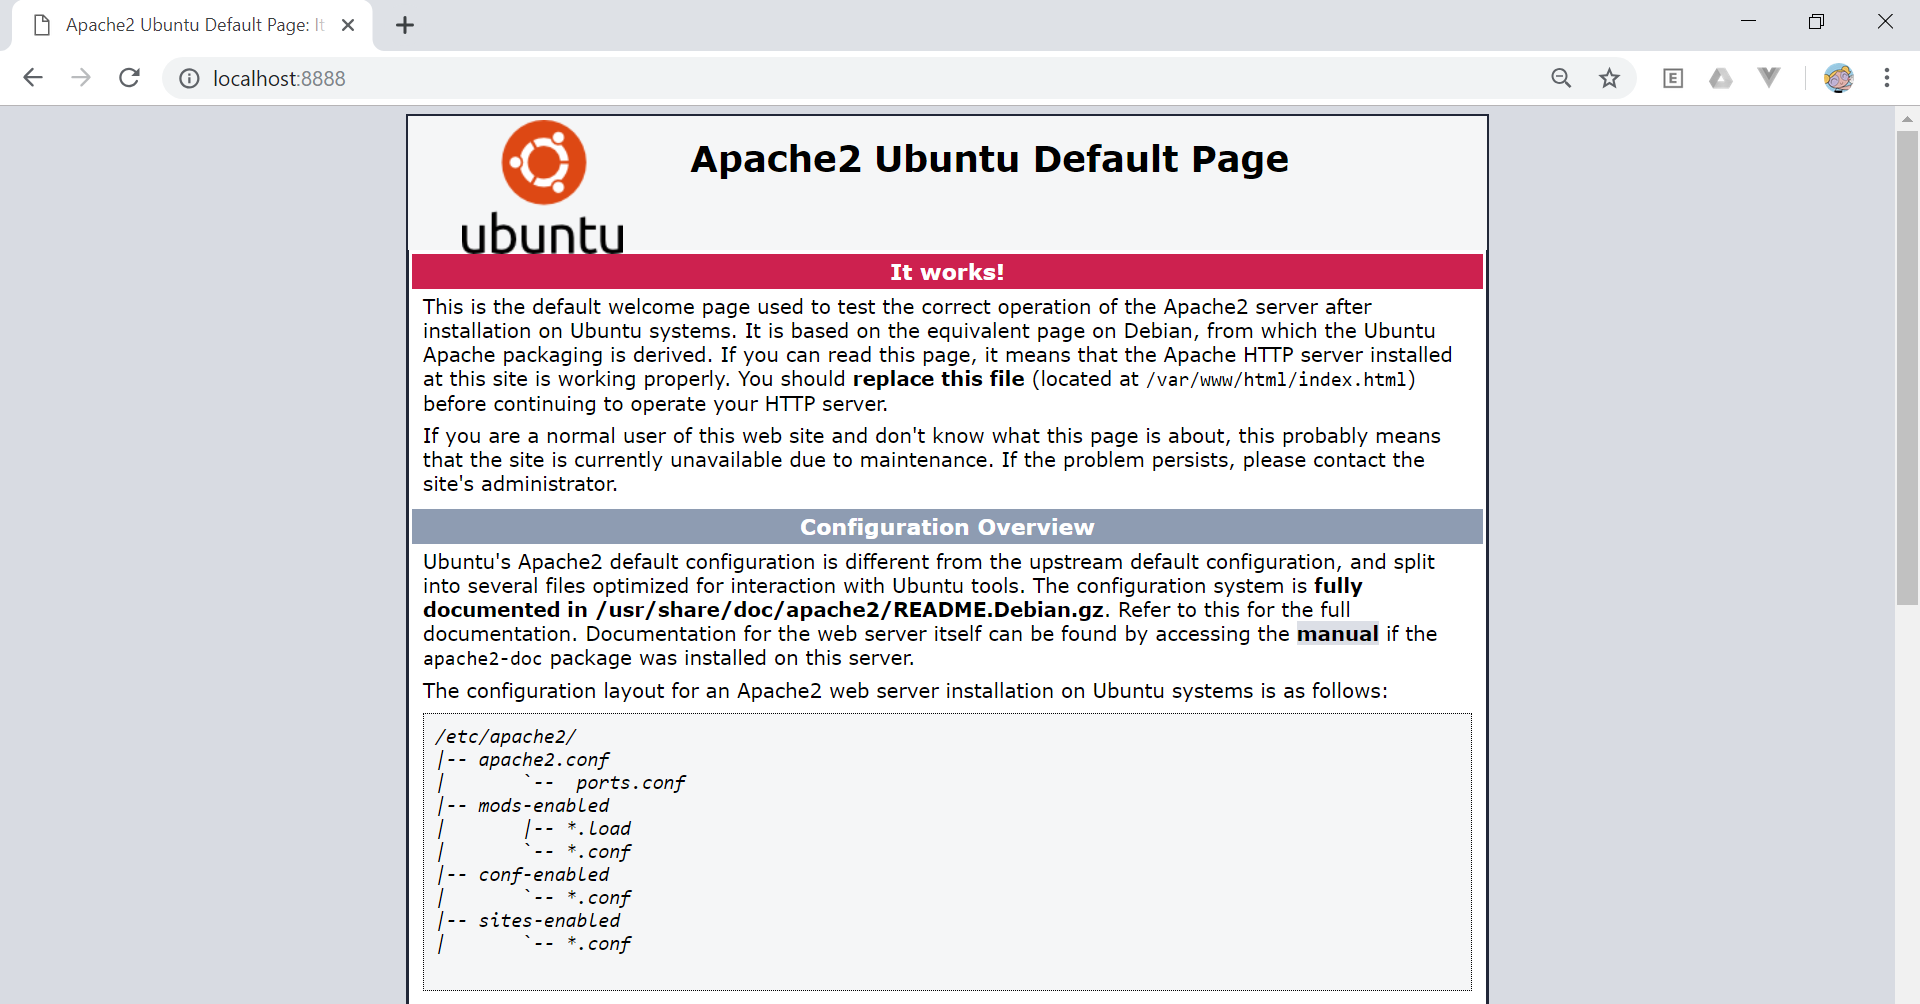 Apache2 Ubuntu Default Page: It
localhost:8888
E
ubuntu
Apache2 Ubuntu Default Page
It works!
This is the default welcome page used to test the correct operation of the Apache2 server after
installation on Ubuntu systems. It is based on the equivalent page on Debian, from which the Ubuntu
Apache packaging is derived. If you can read this page, it means that the Apache HTTP server installed
at this site is working properly. You should replace this file (located at /var/www/html/index.html)
before continuing to operate your HTTP server.
If you are a normal user of this web site and don't know what this page is about, this probably means
that the site is currently unavailable due to maintenance. If the problem persists, please contact the
site's administrator.
Configuration Overview
Ubuntu's Apache2 default configuration is different from the upstream default configuration, and split
into several files optimized for interaction with Ubuntu tools. The configuration system is fully
documented in /usr/share/doc/apache2/README.Debian.gz. Refer to this for the full
documentation. Documentation for the web server itself can be found by accessing the manual if the
apache2-doc package was installed on this server.
The configuration layout for an Apache2 web server installation on Ubuntu systems is as follows:
/etc/apache2/
|-- apache2.conf
|       `--  ports.conf
|-- mods-enabled
|       |-- *.load
|       `-- *.conf
|-- conf-enabled
|       `-- *.conf
|-- sites-enabled
|       `-- *.conf